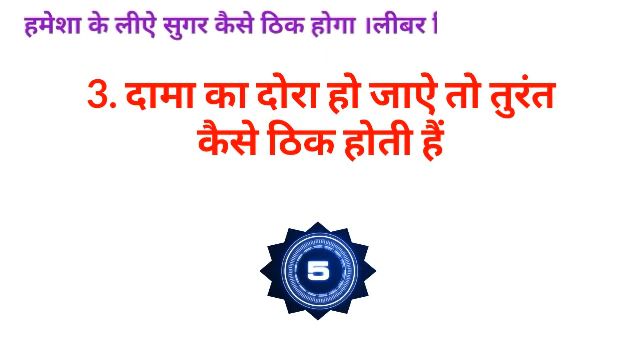 हमेशा के लीऐ सुगर कैसे ठिक होगा ।लीबर
3. दामा का दोरा हो जाऐ तो तुरंत
कैसे ठिक होती हैं
5